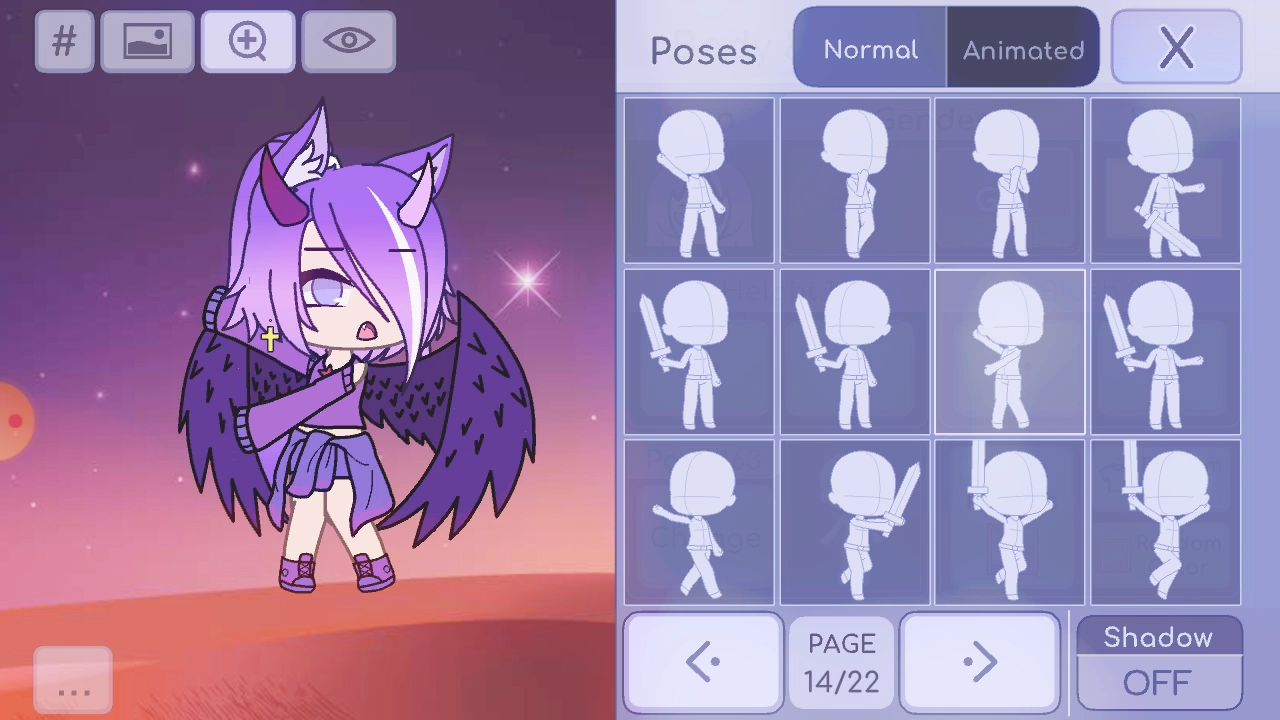 #
Poses
Normal
Animated
X
PAGE
14/22
Shadow
OFF
...